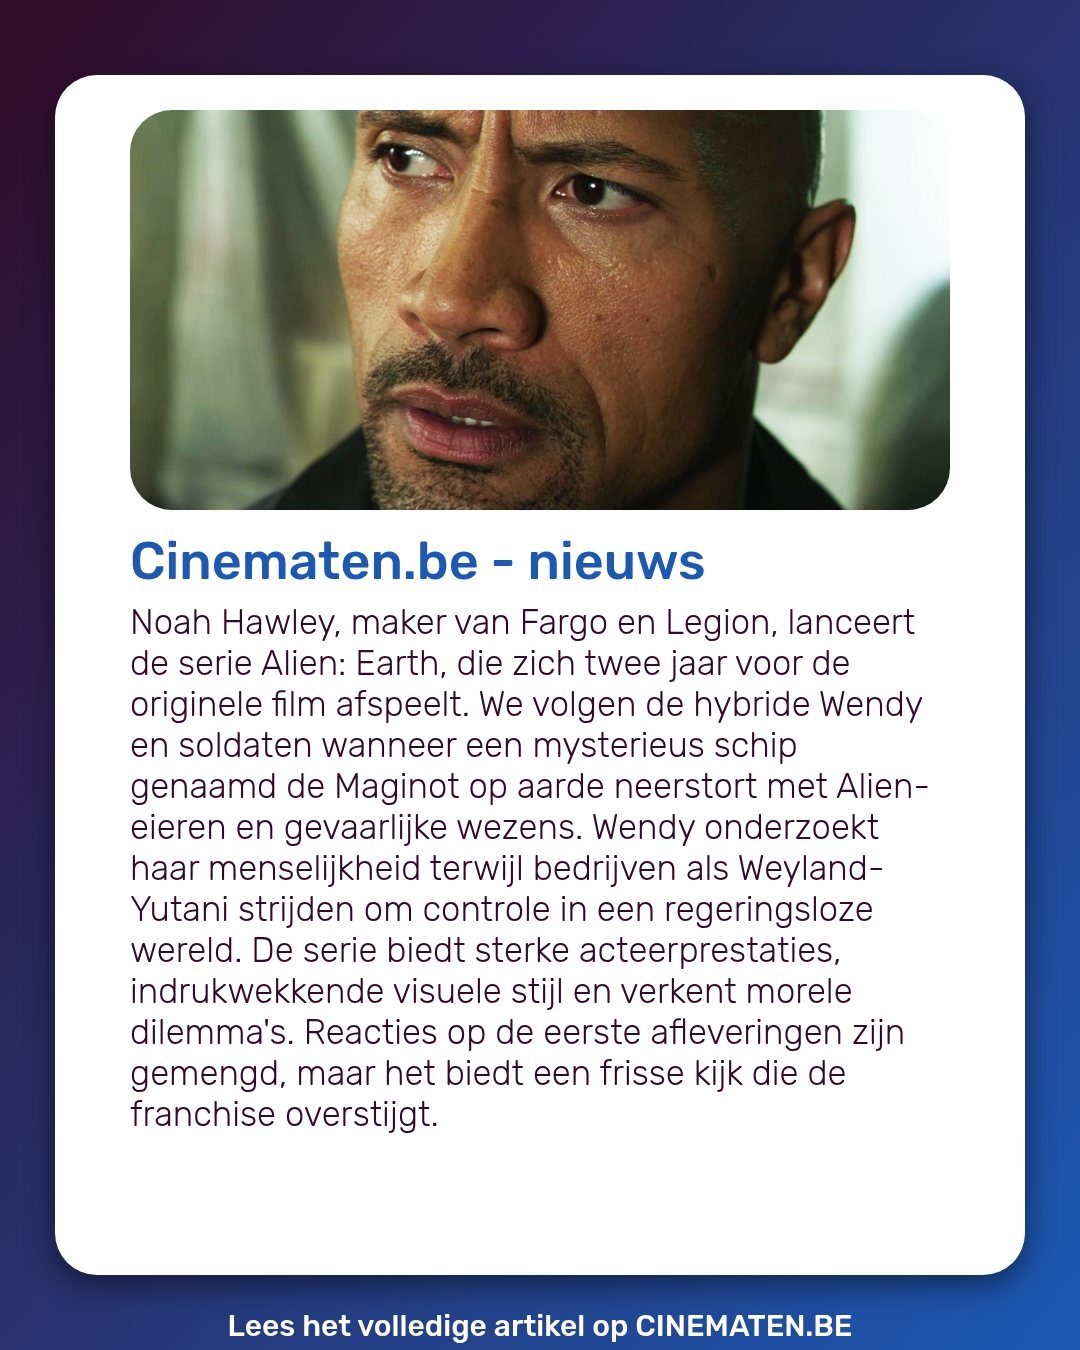 Cinematen.be - nieuws
Noah Hawley, maker van Fargo en Legion, lanceert
de serie Alien: Earth, die zich twee jaar voor de
originele film afspeelt. We volgen de hybride Wendy
en soldaten wanneer een mysterieus schip
genaamd de Maginot op aarde neerstort met Alien-
eieren en gevaarlijke wezens. Wendy onderzoekt
haar menselijkheid terwijl bedrijven als Weyland-
Yutani strijden om controle in een regeringsloze
wereld. De serie biedt sterke acteerprestaties,
indrukwekkende visuele stijl en verkent morele
dilemma's. Reacties op de eerste afleveringen zijn
gemengd, maar het biedt een frisse kijk die de
franchise overstijgt.
Lees het volledige artikel op CINEMATEN.BE